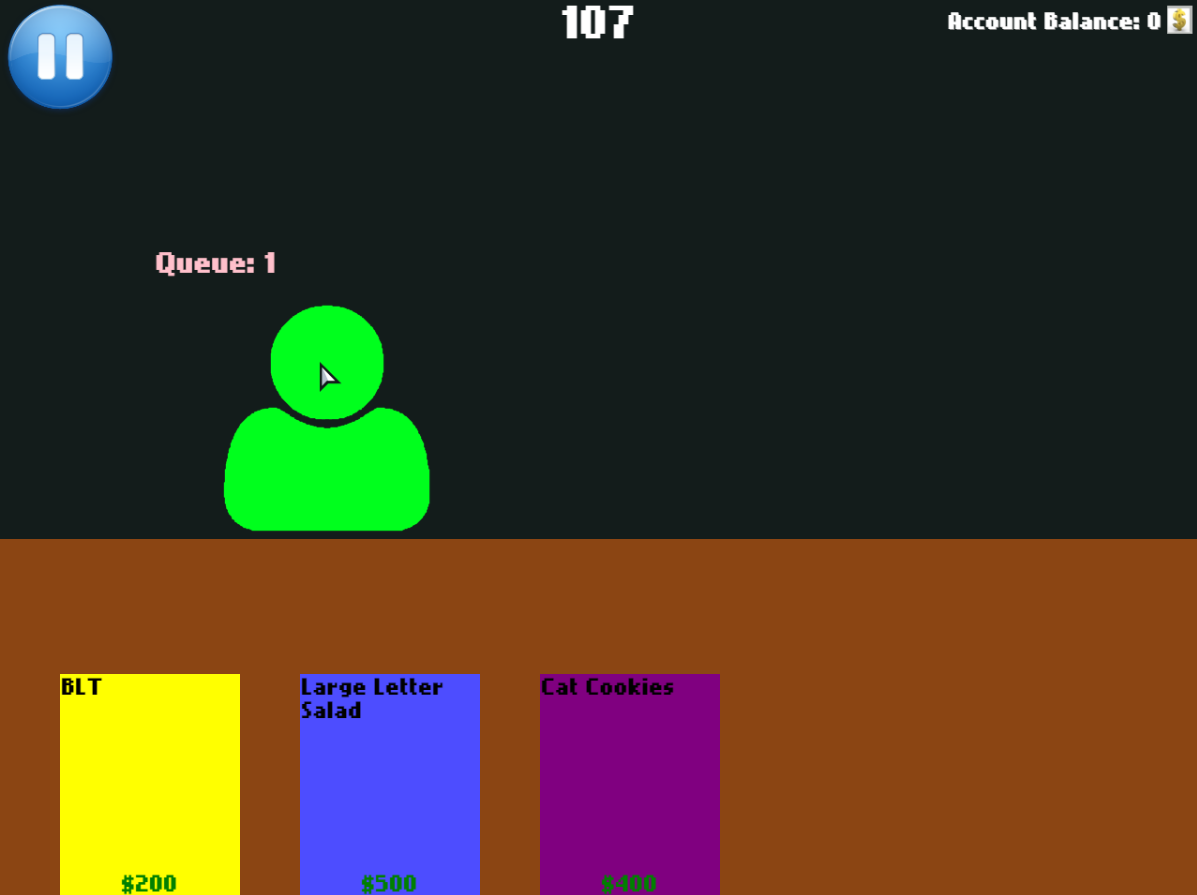 107
Account Balance: 0
Queue: 1
BLT
Large Letter
Salad
Cat Cookies
$200
$500
$400